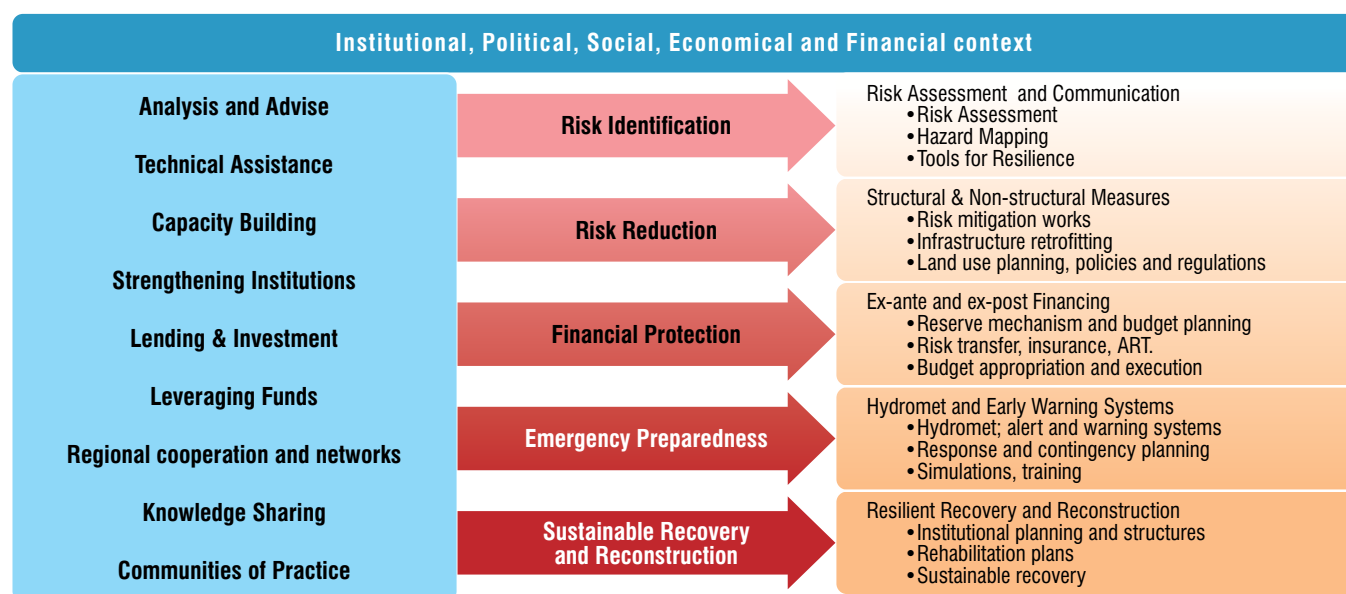 Institutional, Political, Social, Economical and Financial context
Analysis and Advise
Technical Assistance
Capacity Building
Strengthening Institutions
Lending & Investment
Leveraging Funds
Regional cooperation and networks
Knowledge Sharing
Communities of Practice
Risk Identification
Risk Reduction
Financial Protection
Emergency Preparedness
Sustainable Recovery
and Reconstruction
Risk Assessment and Communication
• Risk Assessment
• Hazard Mapping
• Tools for Resilience
Structural & Non-structural Measures
• Risk mitigation works
• Infrastructure retrofitting
• Land use planning, policies and regulations
Ex-ante and ex-post Financing
• Reserve mechanism and budget planning
• Risk transfer, insurance, ART.
• Budget appropriation and execution
Hydromet and Early Warning Systems
• Hydromet; alert and warning systems
• Response and contingency planning
• Simulations, training
Resilient Recovery and Reconstruction
• Institutional planning and structures
• Rehabilitation plans
• Sustainable recovery